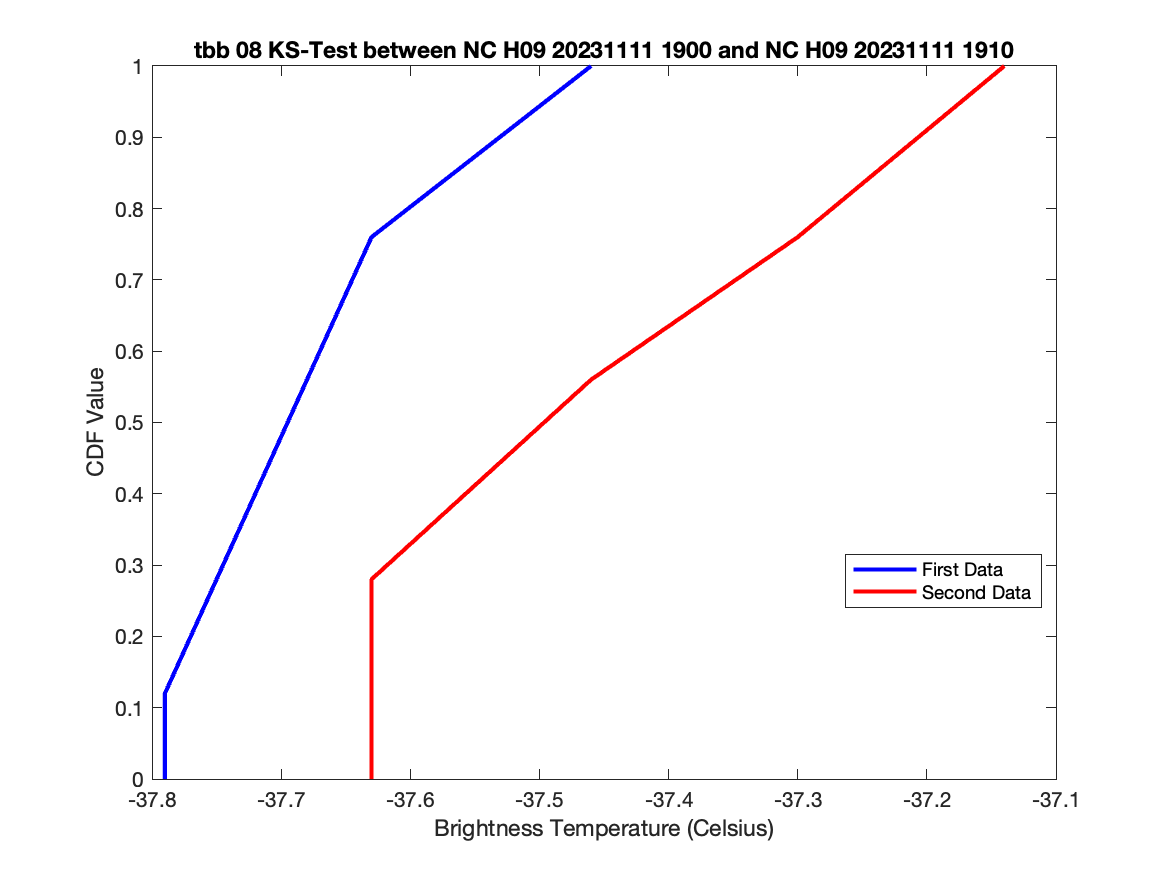 tbb 08 KS-Test between NC H09 20231111 1900 and NC H09 20231111 1910
1
0.9
0.8
0.7
0.6
0.5
0.4
0.3
0.2
0.1
0
CDF Value
First Data
Second Data
-37.8 -37.7 -37.6 -37.5 -37.4 -37.3 -37.2 -37.1
Brightness Temperature (Celsius)